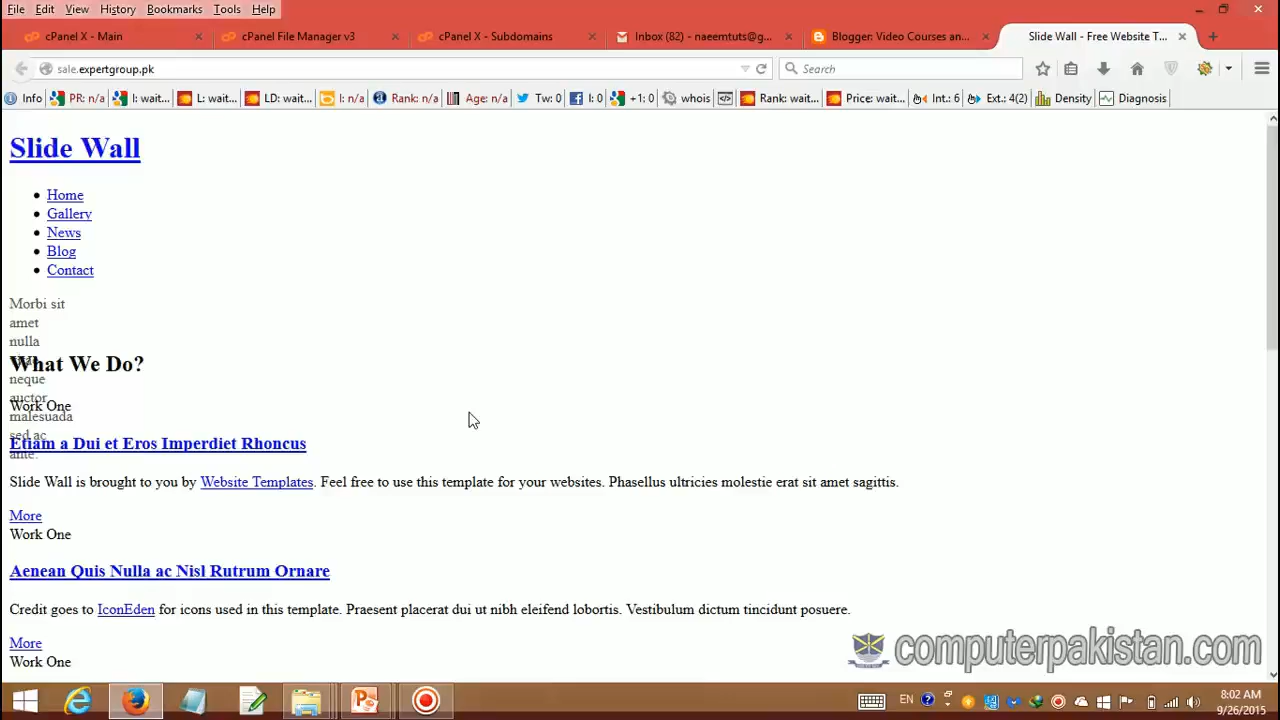 File Edit View History Bookmarks Tools Help
cPanel X - Main
cPanel File Manager v3
cPanel X - Subdomains
Inbox (82) - naeemtuts@g...
Blogger: Video Courses an...
Slide Wall - Free Website T...
sale.expertgroup.pk
Search
Info PR: n/a I: wait... L: wait... LD: wait... I: n/a Rank: n/a Age: n/a Tw: 0 I: 0 +1: 0 whois Rank: wait... Price: wait... Int.: 6 Ext.: 4(2) Density Diagnosis
Slide Wall
Home
Gallery
News
Blog
Contact
Morbi sit
amet
nulla
What We Do?
neque
auctor
Work One
malesuada
sed ac
Etiam a Dui et Eros Imperdiet Rhoncus
ante.
Slide Wall is brought to you by Website Templates. Feel free to use this template for your websites. Phasellus ultricies molestie erat sit amet sagittis.
More
Work One
Aenean Quis Nulla ac Nisl Rutrum Ornare
Credit goes to IconEden for icons used in this template. Praesent placerat dui ut nibh eleifend lobortis. Vestibulum dictum tincidunt posuere.
More
Work One
computerpakistan.com
EN
8:02 AM
9/26/2015